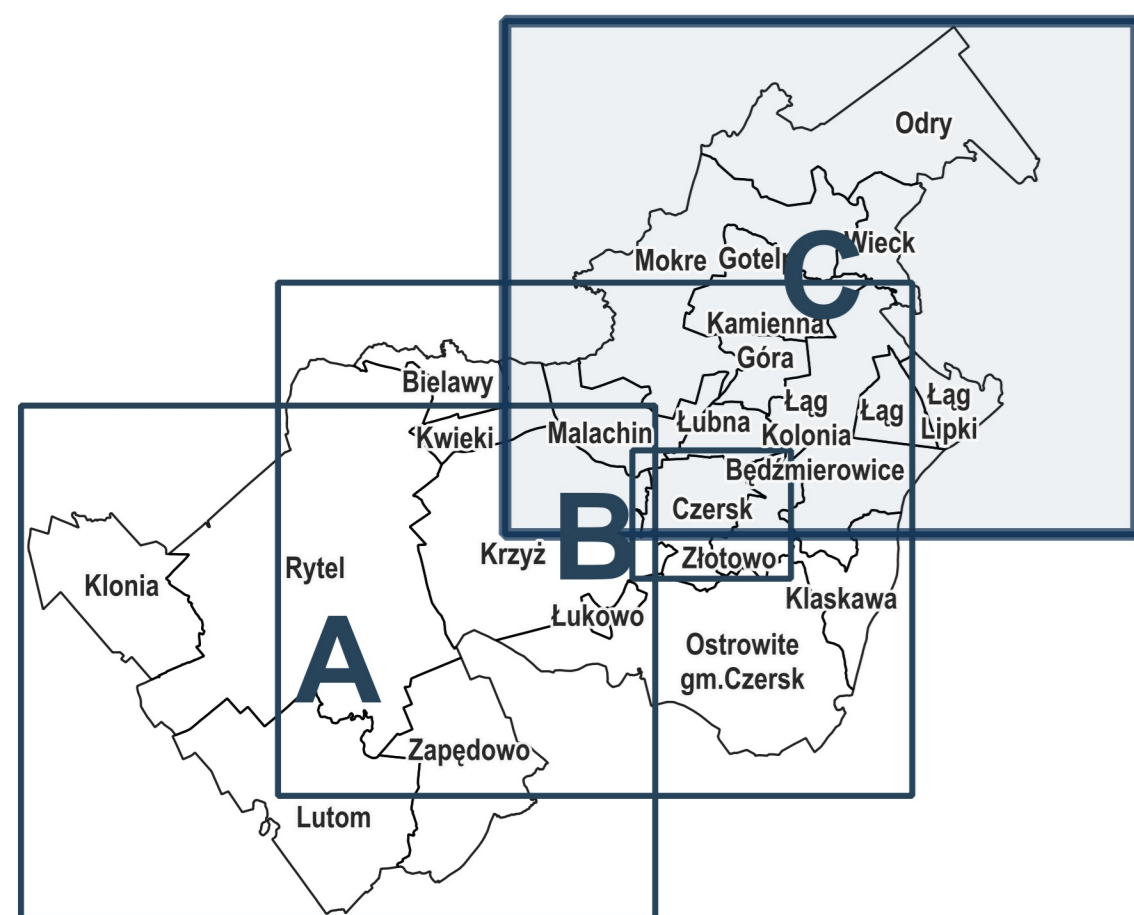 Odry
Wieck
Mokre
Gotelp
C
Kamienna
Góra
Bielawy
Łąg
Kolonia
Łąg
Łąg
Lipki
Kwieki
Malachin
Łubna
Będźmierowice
Czersk
B
Krzyż
Złotowo
Rytel
Klonia
Klaskawa
Łukowo
Ostrowite
gm.Czersk
A
Zapędowo
Lutom